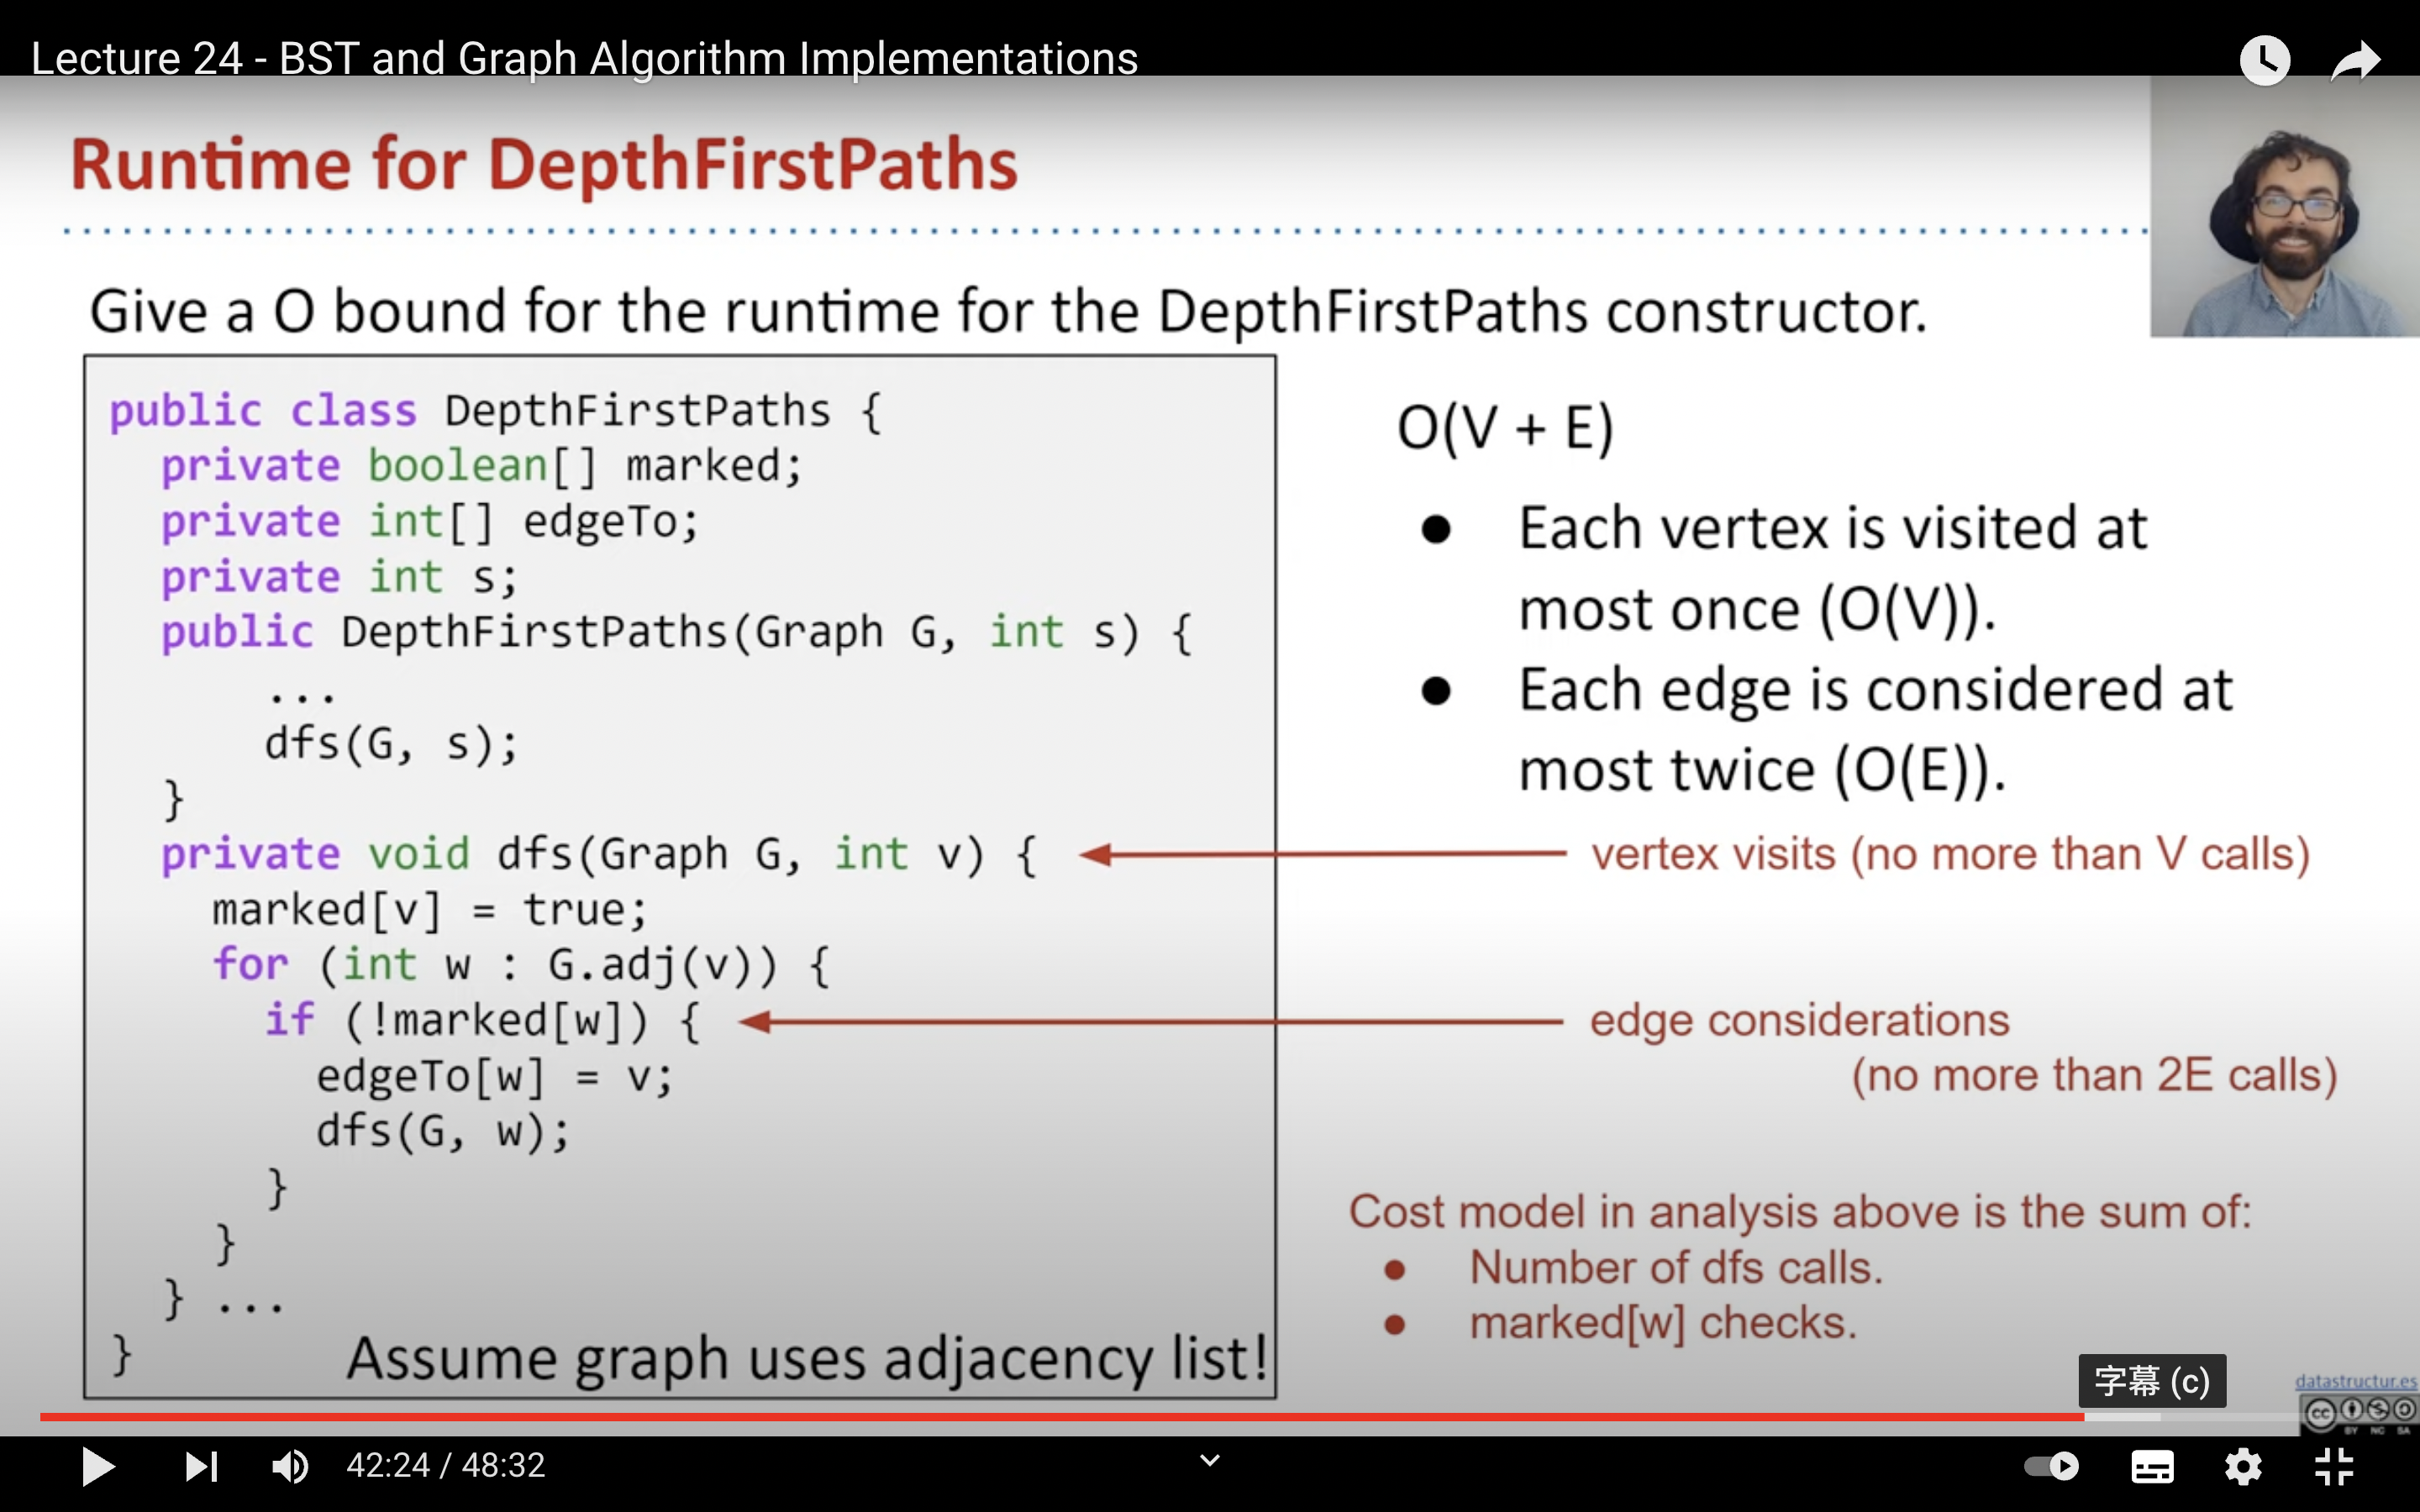 Lecture 24 - BST and Graph Algorithm Implementations
Runtime for DepthFirstPaths
Give a O bound for the runtime for the DepthFirstPaths constructor.
public class DepthFirstPaths {
private boolean[] marked;
private int[] edgeTo;
private int s;
public DepthFirstPaths(Graph G, int s) {
...
dfs(G, s);
}
private void dfs(Graph G, int v) {
marked[v] = true;
for (int w : G.adj(v)) {
if (!marked[w]) {
edgeTo[w] = v;
dfs(G, w);
}
}
} ...
}
Assume graph uses adjacency list!
O(V + E)
● Each vertex is visited at
most once (O(V)).
● Each edge is considered at
most twice (O(E)).
vertex visits (no more than V calls)
edge considerations
(no more than 2E calls)
Cost model in analysis above is the sum of:
● Number of dfs calls.
● marked[w] checks.
字幕 (c)
datastructur.es
cc
BY NC SA
42:24 / 48:32